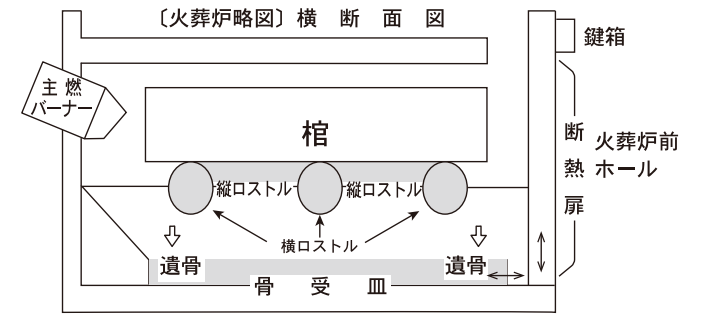 〔火葬炉略図〕横断面図
鍵箱
主燃
バーナー
棺
断熱扉
火葬炉前
ホール
縦ロストル
縦ロストル
横ロストル
遺骨
遺骨
骨受皿